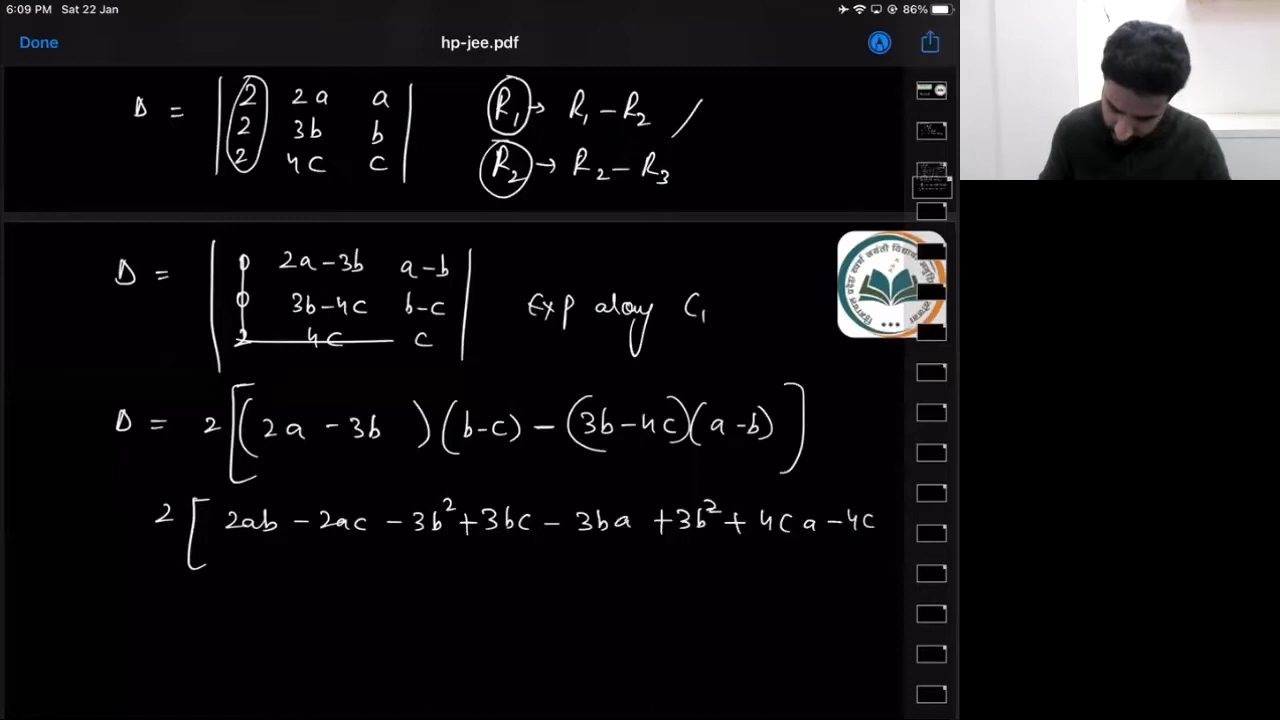 6:09 PM Sat 22 Jan 86%
Done hp-jee.pdf
D = | 2 2a a | R₁ → R₁ - R₂ /
| 2 3b b |
| 2 4c c | R₂ → R₂ - R₃
D = | 0 2a-3b a-b |
| 0 3b-4c b-c | Exp along C₁
| 2 4c c |
D = 2[(2a - 3b)(b-c) - (3b-4c)(a-b)]
2[2ab - 2ac - 3b² + 3bc - 3ba + 3b² + 4ca - 4c